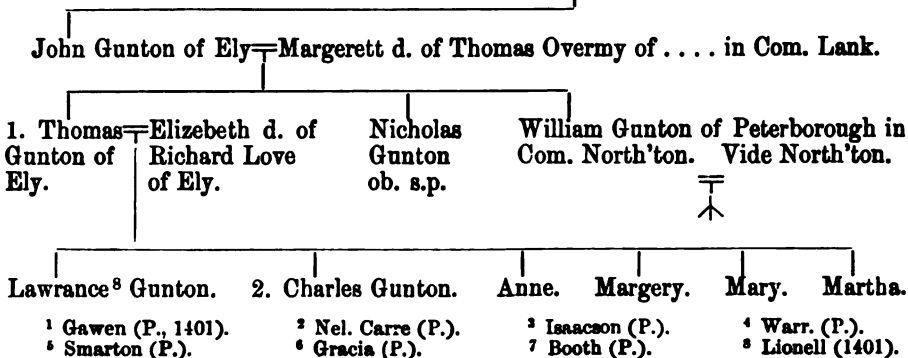 John Gunton of Ely=Margerett d. of Thomas Overmy of .... in Com. Lank.
1. Thomas=Elizebeth d. of Nicholas William Gunton of Peterborough in
Gunton of Richard Love Gunton Com. North'ton. Vide North'ton.
Ely. of Ely. ob. s.p.
Lawrance⁸ Gunton. 2. Charles Gunton. Anne. Margery. Mary. Martha.
¹ Gawen (P., 1401). ² Nel. Carre (P.). ³ Isaacson (P.). ⁴ Warr. (P.).
⁵ Smarton (P.). ⁶ Gracia (P.). ⁷ Booth (P.). ⁸ Lionell (1401).